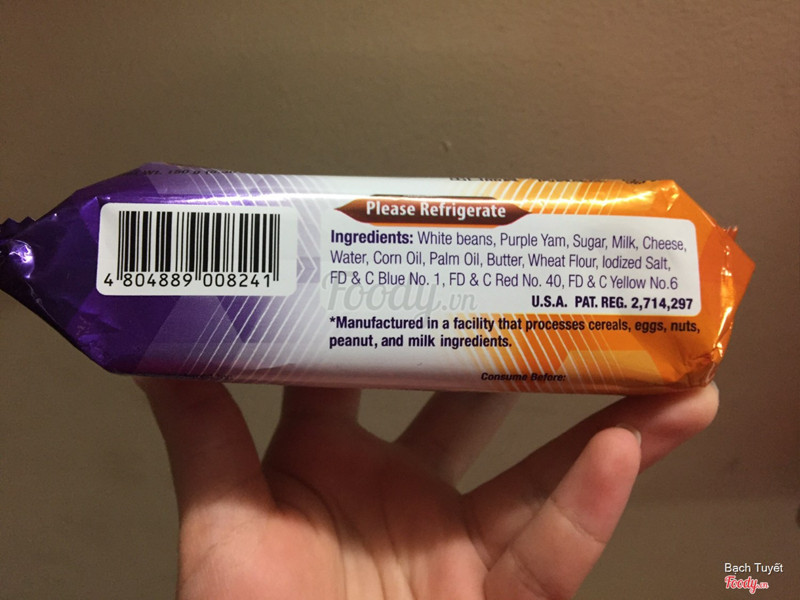 Please Refrigerate
Ingredients: White beans, Purple Yam, Sugar, Milk, Cheese,
Water, Corn Oil, Palm Oil, Butter, Wheat Flour, Iodized Salt,
FD & C Blue No. 1, FD & C Red No. 40, FD & C Yellow No.6
U.S.A. PAT. REG. 2,714,297
*Manufactured in a facility that processes cereals, eggs, nuts,
peanut, and milk ingredients.
Consume Before:
4 804889 008241
Foody.vn
Bạch Tuyết
Foody.vn